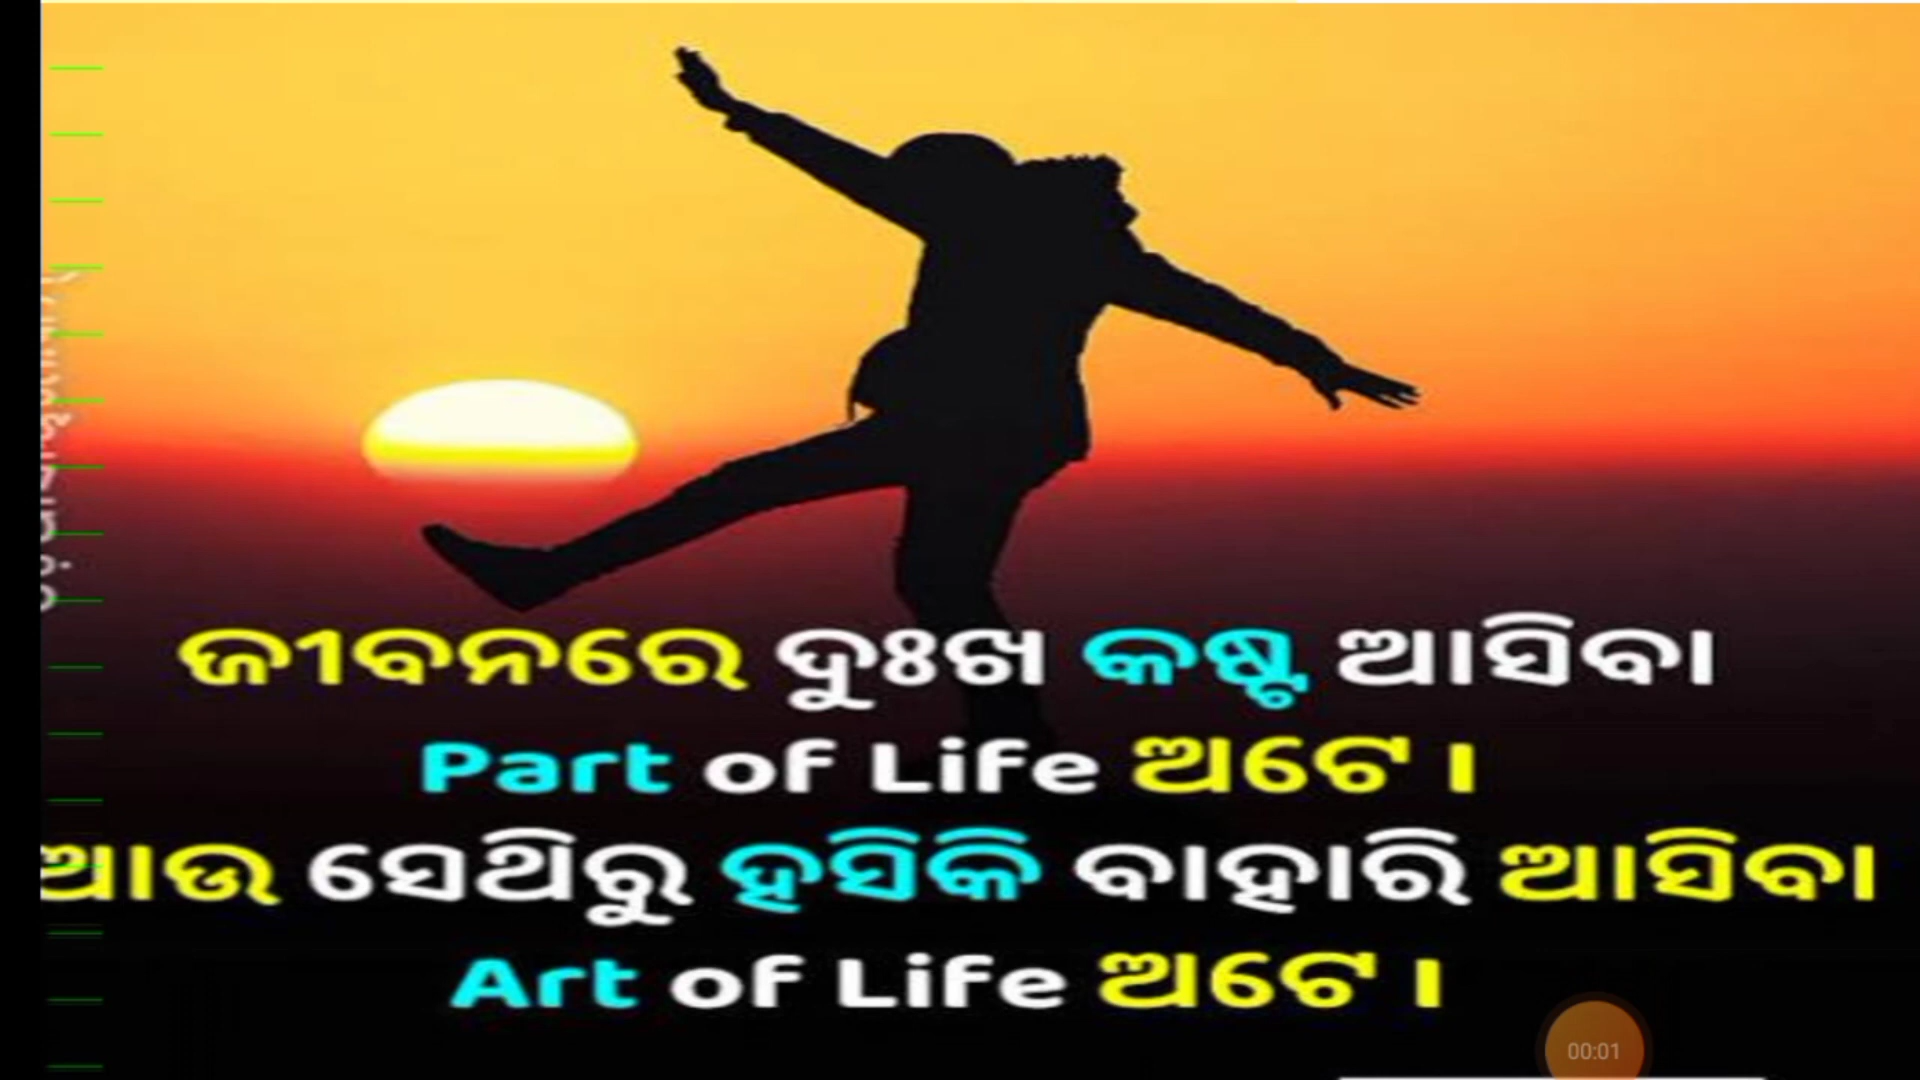 ଜୀବନରେ ଦୁଃଖ କଷ୍ଟ ଆସିବା
Part of Life ଅଟେ ।
ଆଉ ସେଥିରୁ ହସିକି ବାହାରି ଆସିବା
Art of Life ଅଟେ ।
00:01